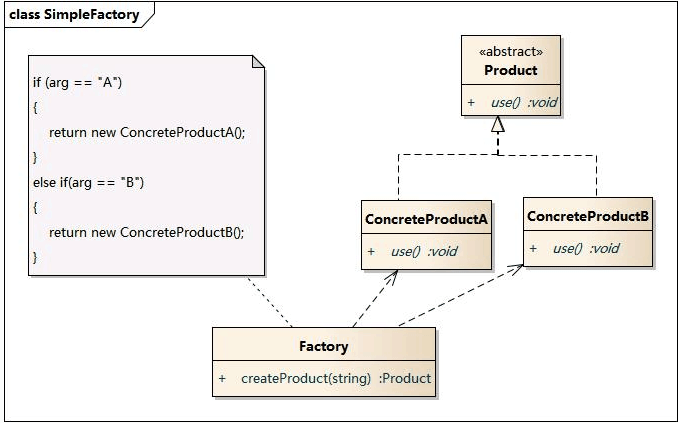 class SimpleFactory
if (arg == "A")
{
return new ConcreteProductA();
}
else if(arg == "B")
{
return new ConcreteProductB();
}
«abstract»
Product
+ use() :void
ConcreteProductA
+ use() :void
ConcreteProductB
+ use() :void
Factory
+ createProduct(string) :Product